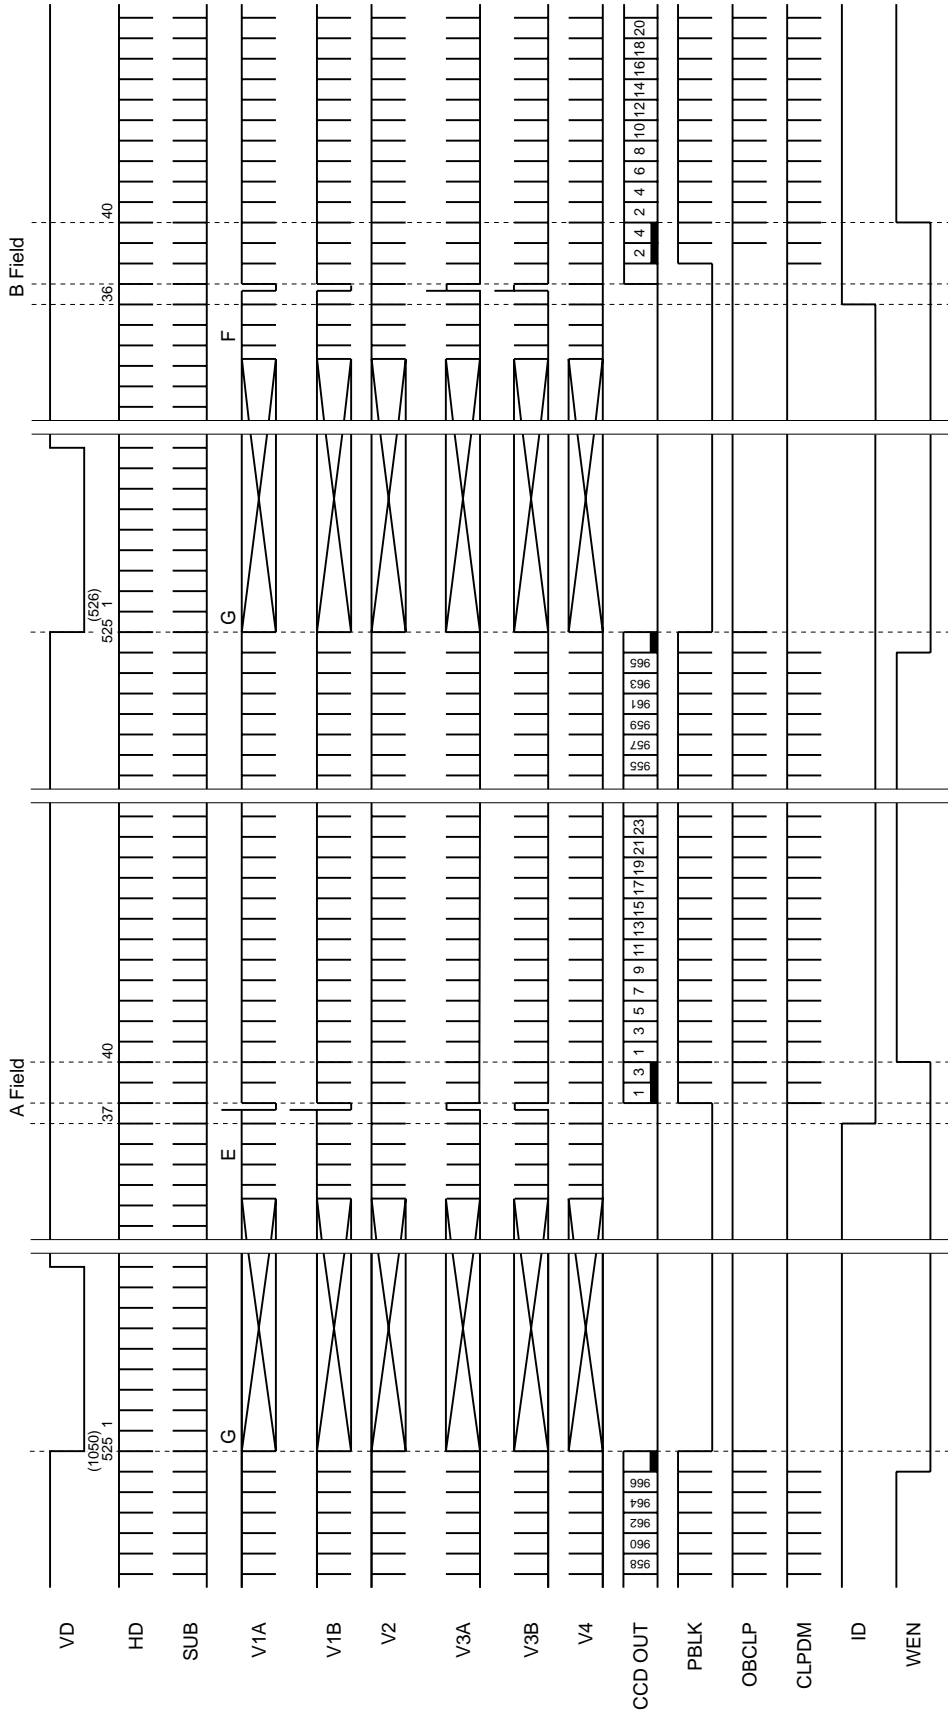 A Field B Field
VD
(1050) (526)
525 1 37 40 525 1 36 40
HD
SUB
G E G F
V1A
V1B
V2
V3A
V3B
V4
CCD OUT 958 960 962 964 966 1 3 1 3 5 7 9 11 13 15 17 19 21 23 955 957 959 961 963 965 2 4 2 4 6 8 10 12 14 16 18 20
PBLK
OBCLP
CLPDM
ID
WEN